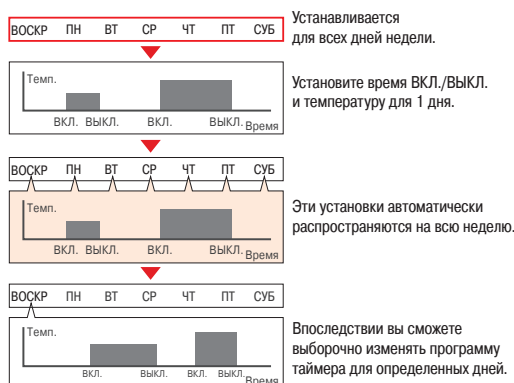 ВОСКР ПН ВТ СР ЧТ ПТ СУБ
Устанавливается
для всех дней недели.
Темп.
ВКЛ. ВЫКЛ. ВКЛ. ВЫКЛ. Время
Установите время ВКЛ./ВЫКЛ.
и температуру для 1 дня.
ВОСКР ПН ВТ СР ЧТ ПТ СУБ
Темп.
ВКЛ. ВЫКЛ. ВКЛ. ВЫКЛ. Время
Эти установки автоматически
распространяются на всю неделю.
ВОСКР ПН ВТ СР ЧТ ПТ СУБ
Темп.
ВКЛ. ВЫКЛ. ВКЛ. ВЫКЛ. Время
Впоследствии вы сможете
выборочно изменять программу
таймера для определенных дней.